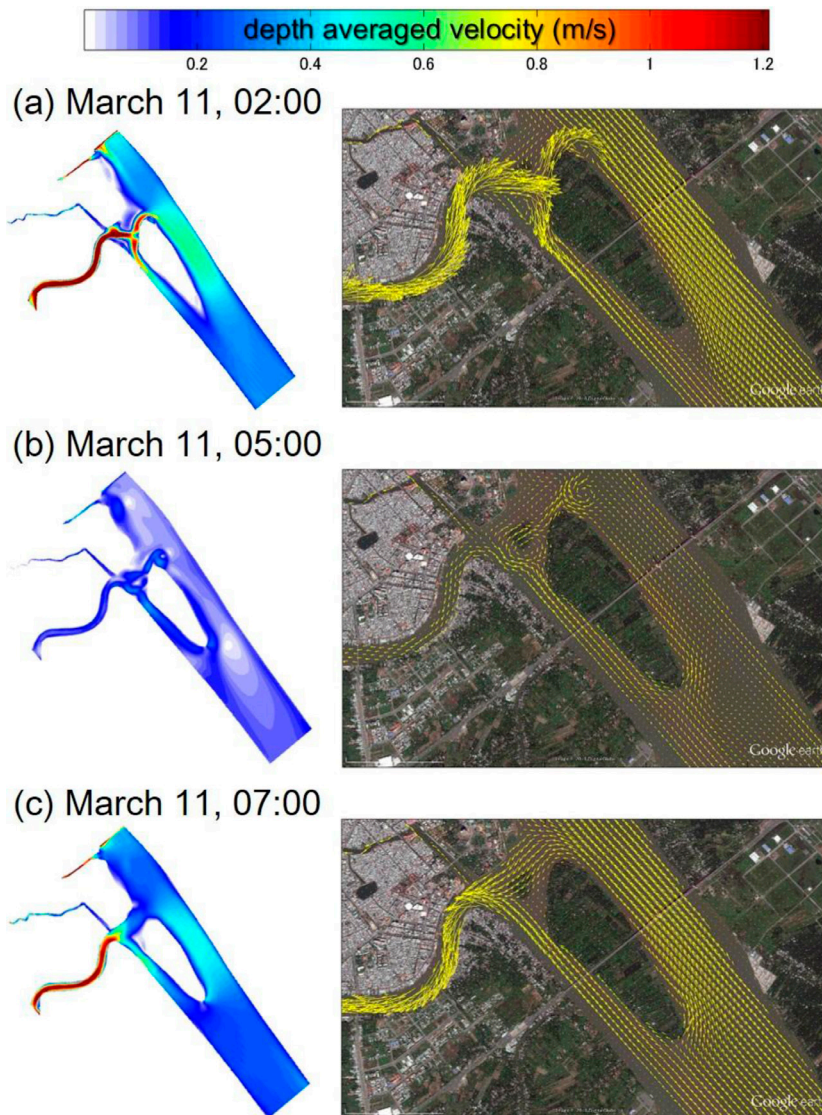 depth averaged velocity (m/s)
0.2 0.4 0.6 0.8 1 1.2
(a) March 11, 02:00
Google earth
(b) March 11, 05:00
Google earth
(c) March 11, 07:00
Google earth